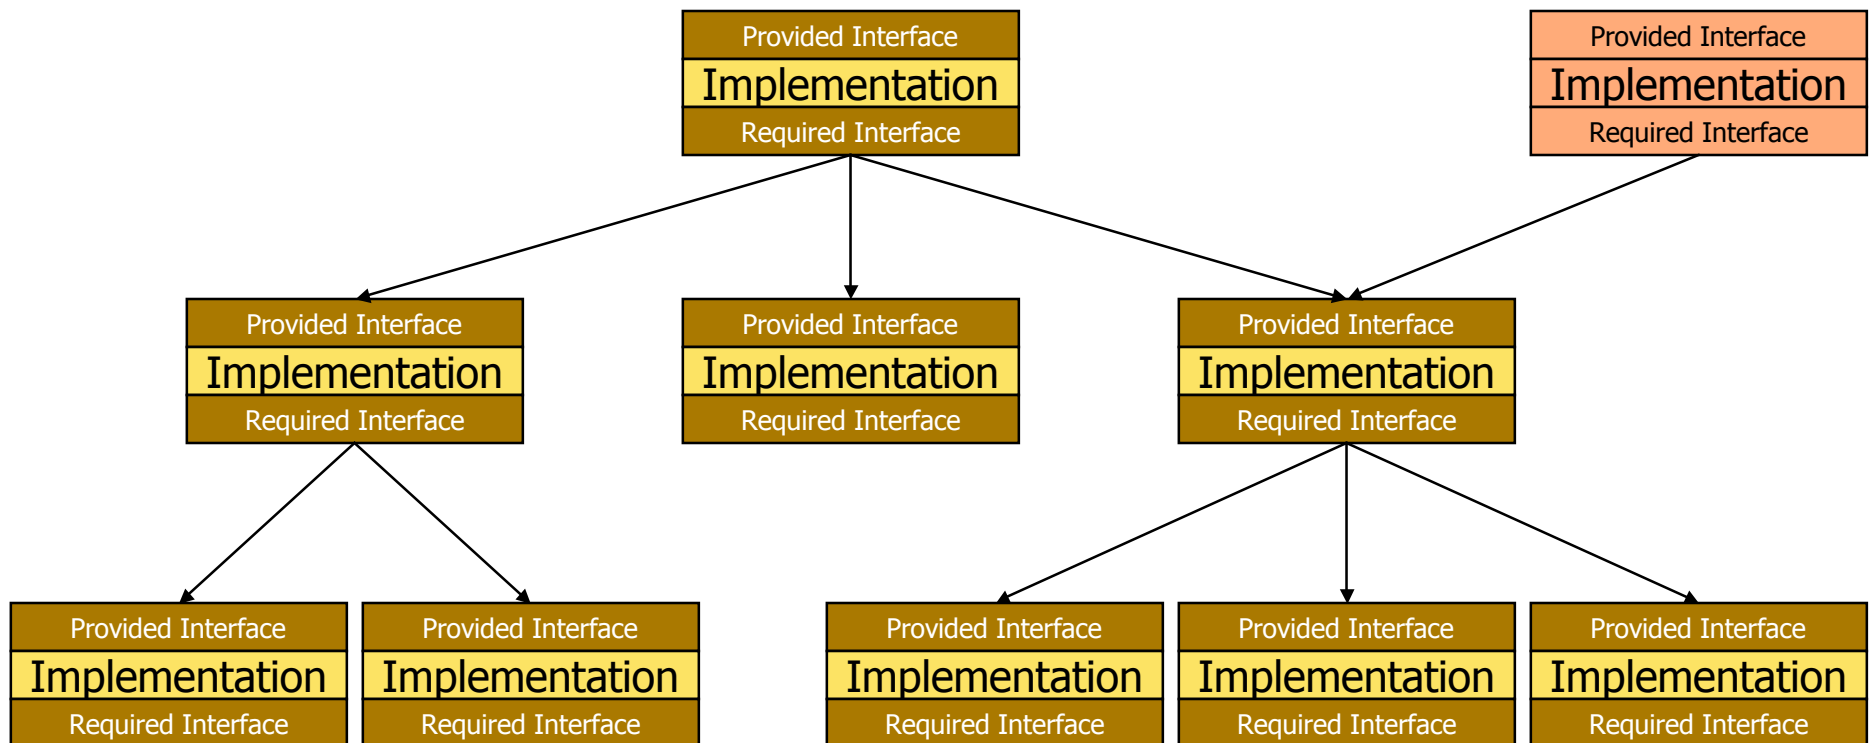 Provided Interface
Implementation
Required Interface
Provided Interface
Implementation
Required Interface
Provided Interface
Implementation
Required Interface
Provided Interface
Implementation
Required Interface
Provided Interface
Implementation
Required Interface
Provided Interface
Implementation
Required Interface
Provided Interface
Implementation
Required Interface
Provided Interface
Implementation
Required Interface
Provided Interface
Implementation
Required Interface
Provided Interface
Implementation
Required Interface